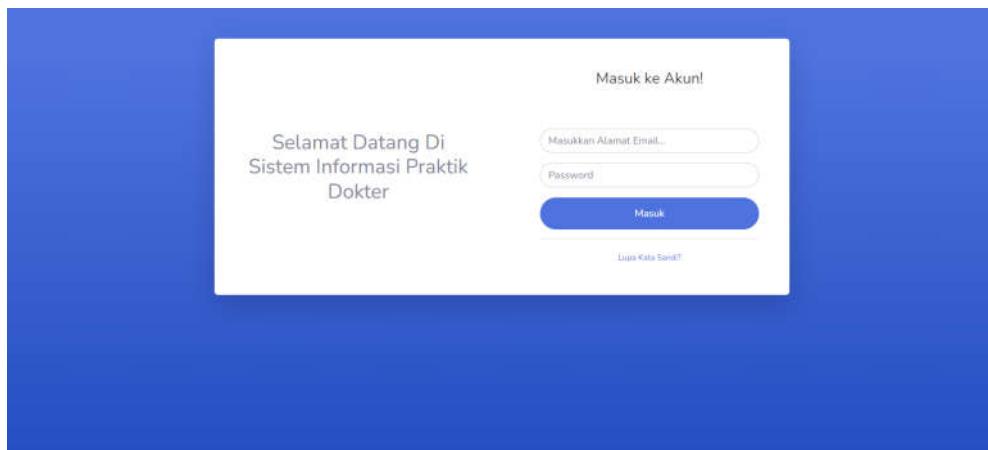 Selamat Datang Di
Sistem Informasi Praktik
Dokter
Masuk ke Akun!
Masukkan Alamat Email...
Password
Masuk
Lupa Kata Sandi?